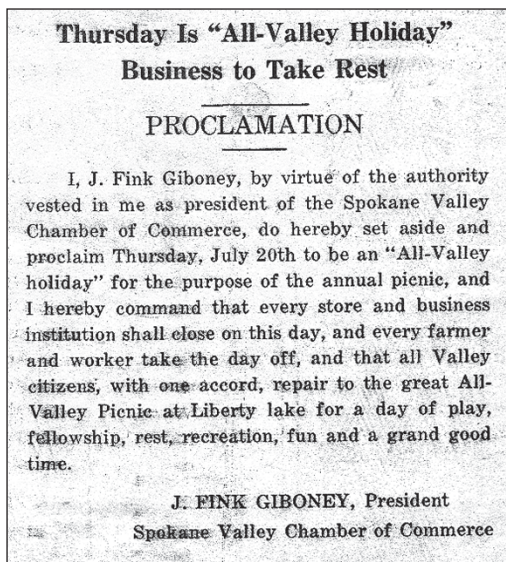 Thursday Is "All-Valley Holiday"
Business to Take Rest
PROCLAMATION
I, J. Fink Giboney, by virtue of the authority
vested in me as president of the Spokane Valley
Chamber of Commerce, do hereby set aside and
proclaim Thursday, July 20th to be an "All-Valley
holiday" for the purpose of the annual picnic, and
I hereby command that every store and business
institution shall close on this day, and every farmer
and worker take the day off, and that all Valley
citizens, with one accord, repair to the great All-
Valley Picnic at Liberty lake for a day of play,
fellowship, rest, recreation, fun and a grand good
time.
J. FINK GIBONEY, President
Spokane Valley Chamber of Commerce